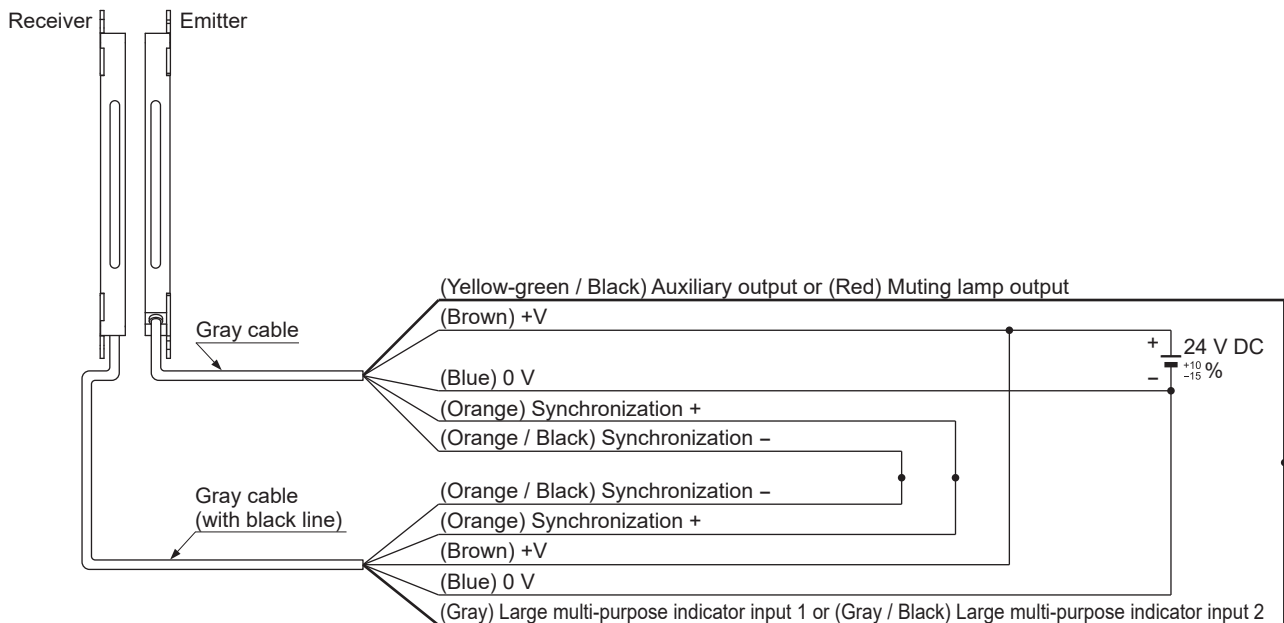 Receiver
Emitter
(Yellow-green / Black) Auxiliary output or (Red) Muting lamp output
(Brown) +V
Gray cable
+
24 V DC
+10
−15 %
−
(Blue) 0 V
(Orange) Synchronization +
(Orange / Black) Synchronization −
(Orange / Black) Synchronization −
Gray cable
(with black line)
(Orange) Synchronization +
(Brown) +V
(Blue) 0 V
(Gray) Large multi-purpose indicator input 1 or (Gray / Black) Large multi-purpose indicator input 2